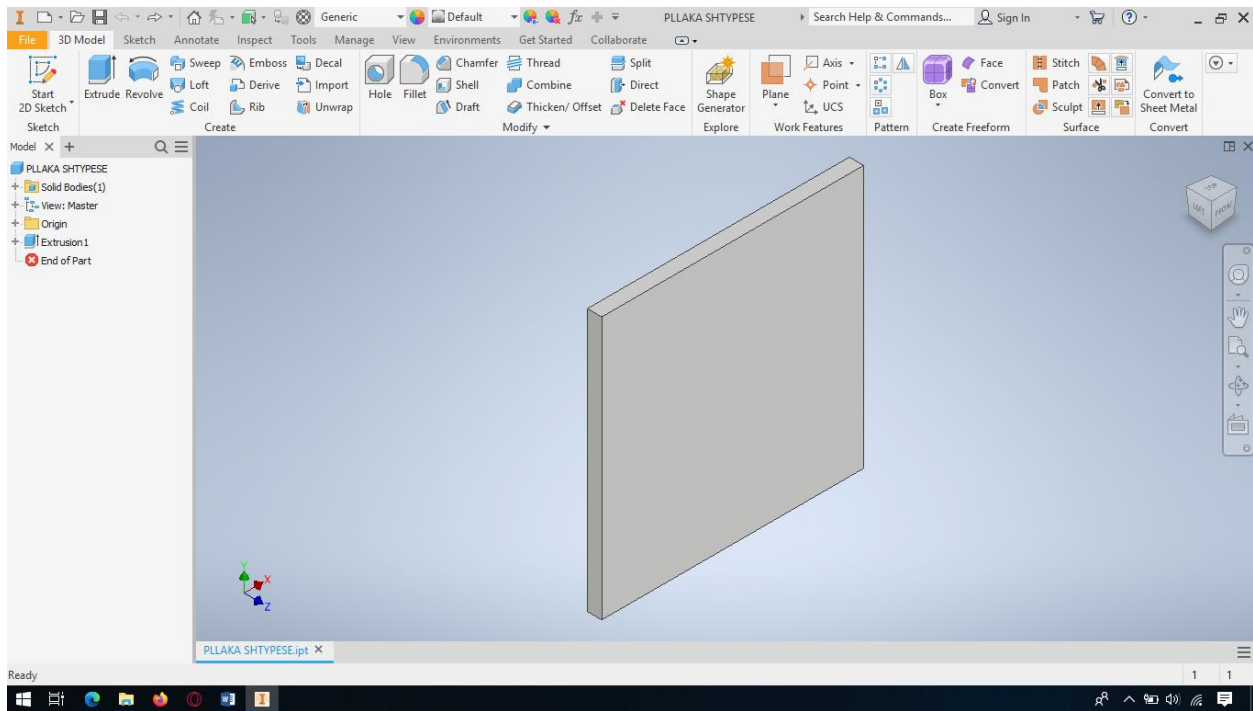 Generic Default fx PLLAKA SHTYPESE Search Help & Commands... Sign In
File 3D Model Sketch Annotate Inspect Tools Manage View Environments Get Started Collaborate
Sweep Emboss Decal Chamfer Thread Split Axis Face Stitch
Start 2D Sketch Extrude Revolve Loft Derive Import Hole Fillet Shell Combine Direct Shape Generator Plane Point Box Convert Patch Convert to Sheet Metal
Coil Rib Unwrap Draft Thicken/ Offset Delete Face UCS Sculpt
Sketch Create Modify Explore Work Features Pattern Create Freeform Surface Convert
Model
PLLAKA SHTYPESE
Solid Bodies(1)
View: Master
Origin
Extrusion1
End of Part
TOP
LEFT FRONT
Y
X
Z
PLLAKA SHTYPESE.ipt
Ready 1 1